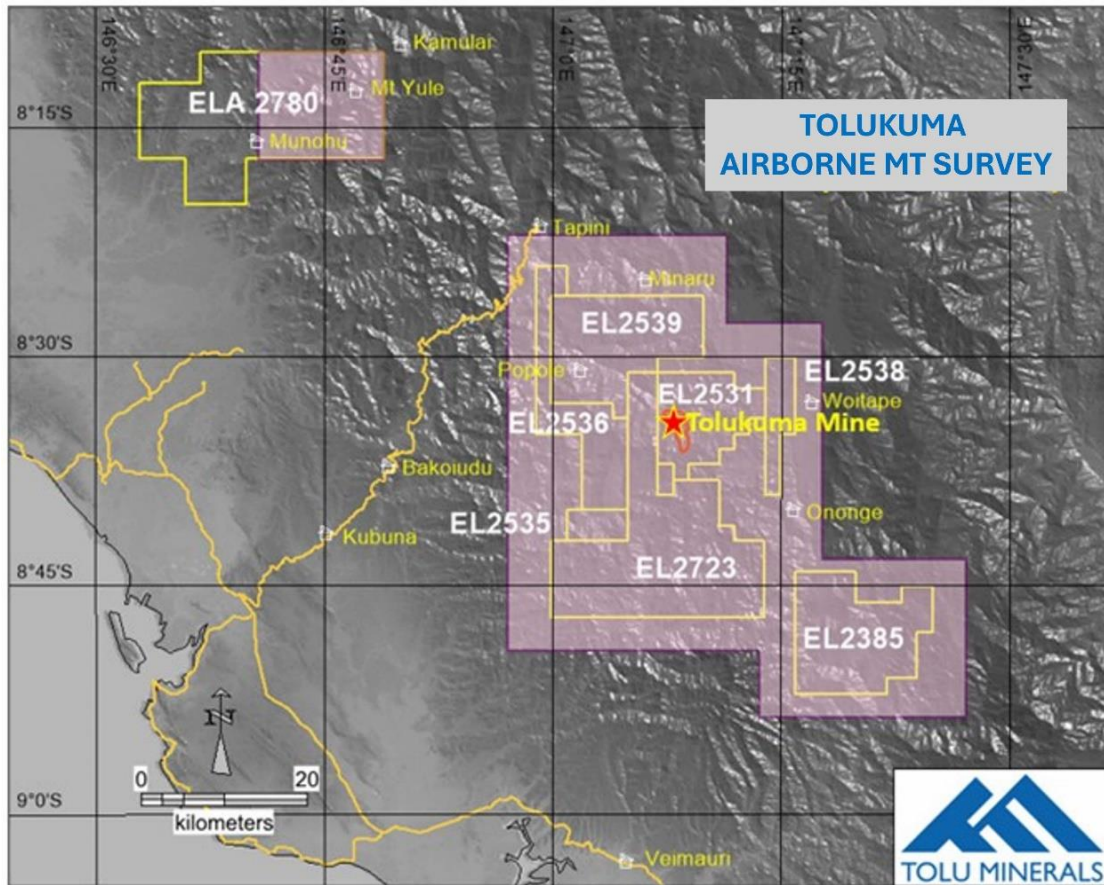 146°30'E
146°45'E
147°0'E
147°15'E
147°30'E
Kamular
Mt Yule
ELA 2780
Munohu
8°15'S
TOLUKUMA
AIRBORNE MT SURVEY
Tapini
Minaru
EL2539
8°30'S
Popole
EL2538
EL2531
Woitape
EL2536
Tolukuma Mine
Bakoiudu
EL2535
Ononge
Kubuna
EL2723
8°45'S
EL2385
N
0 20
kilometers
9°0'S
Veimauri
TOLU MINERALS